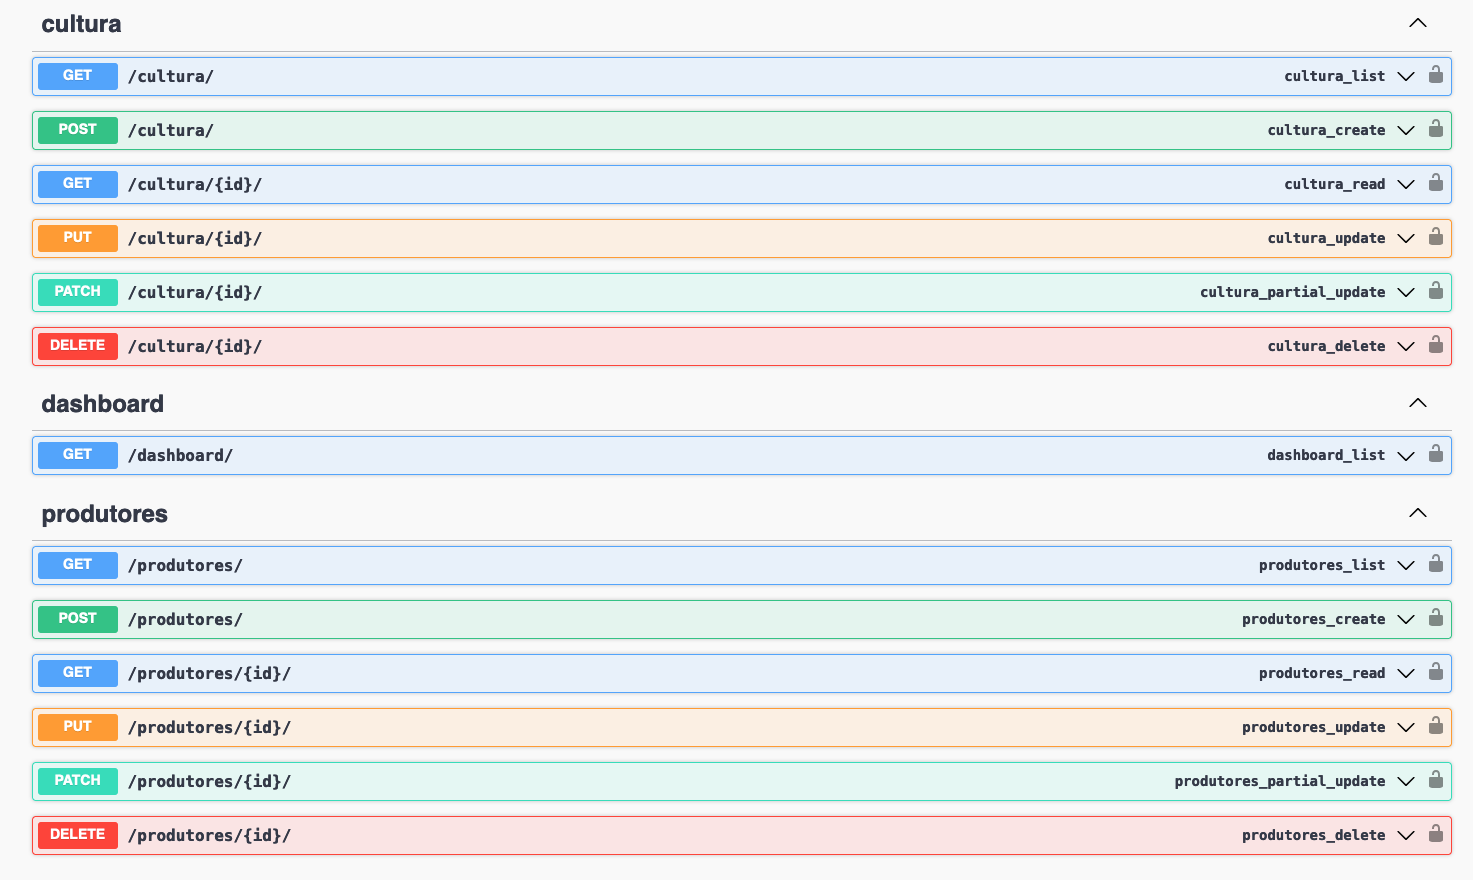 cultura
GET /cultura/ cultura_list
POST /cultura/ cultura_create
GET /cultura/{id}/ cultura_read
PUT /cultura/{id}/ cultura_update
PATCH /cultura/{id}/ cultura_partial_update
DELETE /cultura/{id}/ cultura_delete
dashboard
GET /dashboard/ dashboard_list
produtores
GET /produtores/ produtores_list
POST /produtores/ produtores_create
GET /produtores/{id}/ produtores_read
PUT /produtores/{id}/ produtores_update
PATCH /produtores/{id}/ produtores_partial_update
DELETE /produtores/{id}/ produtores_delete